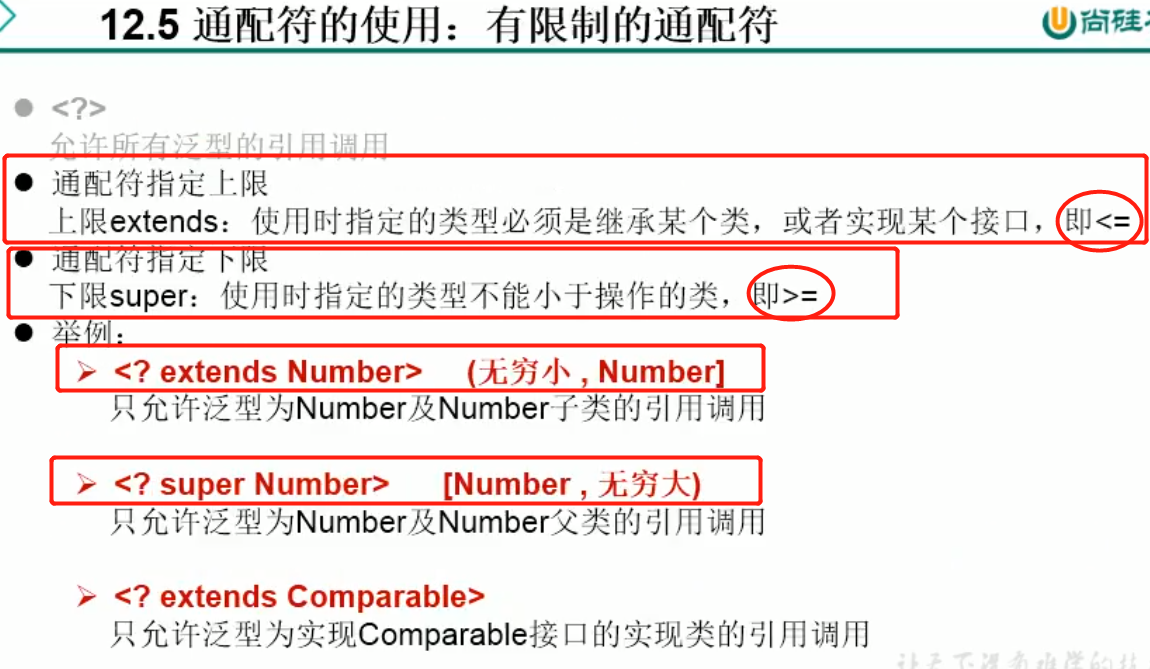 12.5 通配符的使用：有限制的通配符
尚硅
<?>
允许所有泛型的引用调用
通配符指定上限
上限extends：使用时指定的类型必须是继承某个类，或者实现某个接口，即<=
通配符指定下限
下限super：使用时指定的类型不能小于操作的类，即>=
举例：
<? extends Number> (无穷小 , Number]
只允许泛型为Number及Number子类的引用调用
<? super Number> [Number , 无穷大)
只允许泛型为Number及Number父类的引用调用
<? extends Comparable>
只允许泛型为实现Comparable接口的实现类的引用调用
让天下没有难学的技